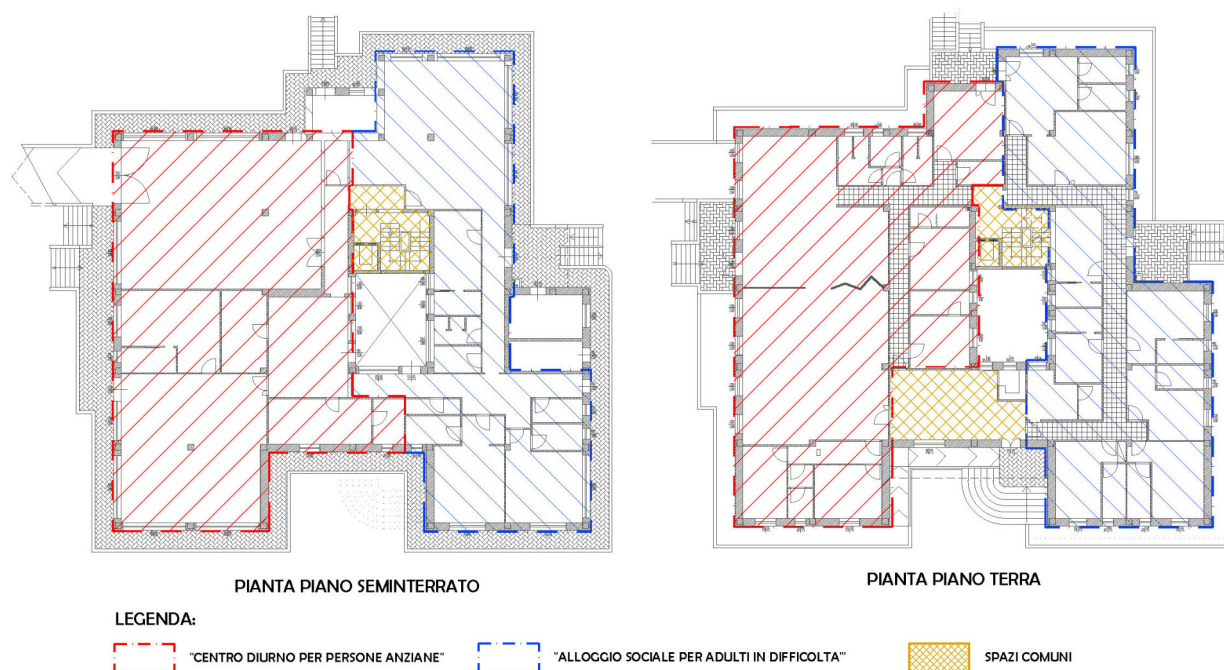 PIANTA PIANO SEMINTERRATO
PIANTA PIANO TERRA
LEGENDA:
"CENTRO DIURNO PER PERSONE ANZIANE"
"ALLOGGIO SOCIALE PER ADULTI IN DIFFICOLTA'"
SPAZI COMUNI